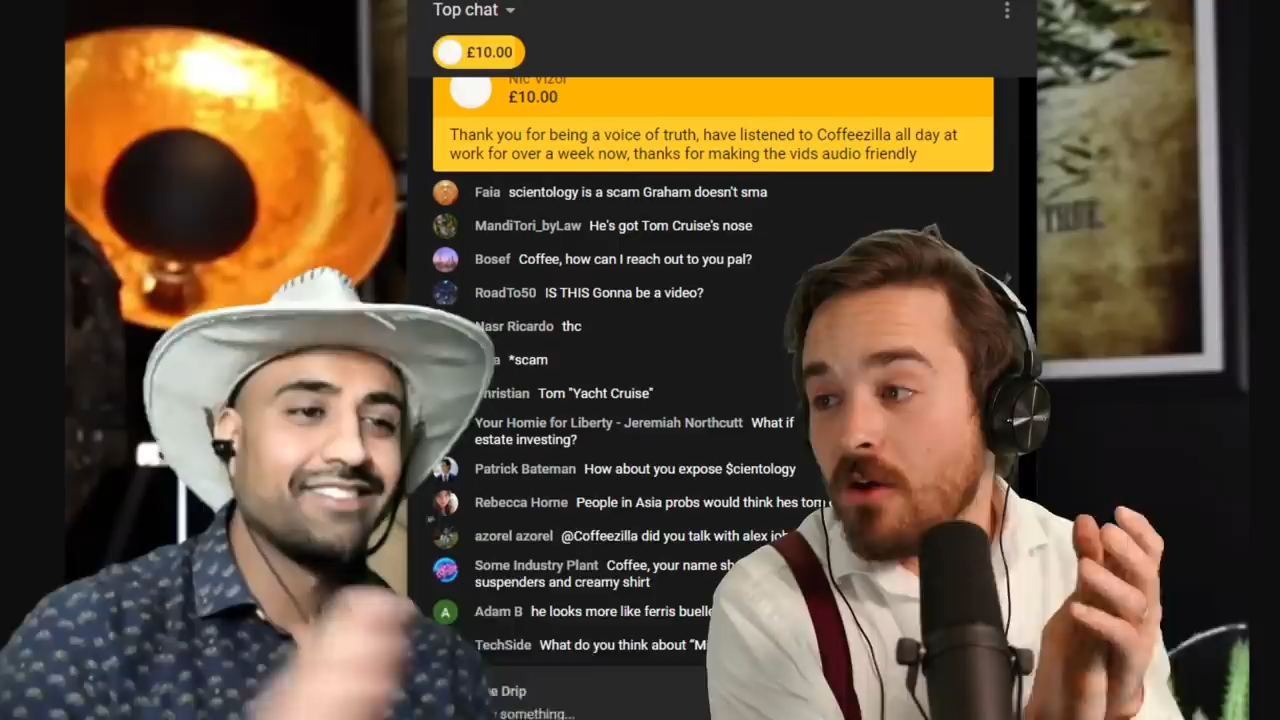 Top chat
£10.00
Nic Vizor
£10.00
Thank you for being a voice of truth, have listened to Coffeezilla all day at
work for over a week now, thanks for making the vids audio friendly
Faia scientology is a scam Graham doesn't sma
MandiTori_byLaw He's got Tom Cruise's nose
Bosef Coffee, how can I reach out to you pal?
RoadTo50 IS THIS Gonna be a video?
Nasr Ricardo thc
*scam
Christian Tom "Yacht Cruise"
Your Homie for Liberty - Jeremiah Northcutt What if
estate investing?
Patrick Bateman How about you expose $cientology
Rebecca Horne People in Asia probs would think hes tom
azorel azorel @Coffeezilla did you talk with alex
Some Industry Plant Coffee, your name
suspenders and creamy shirt
Adam B he looks more like ferris
TechSide What do you think about
Drip
something...
TRUE